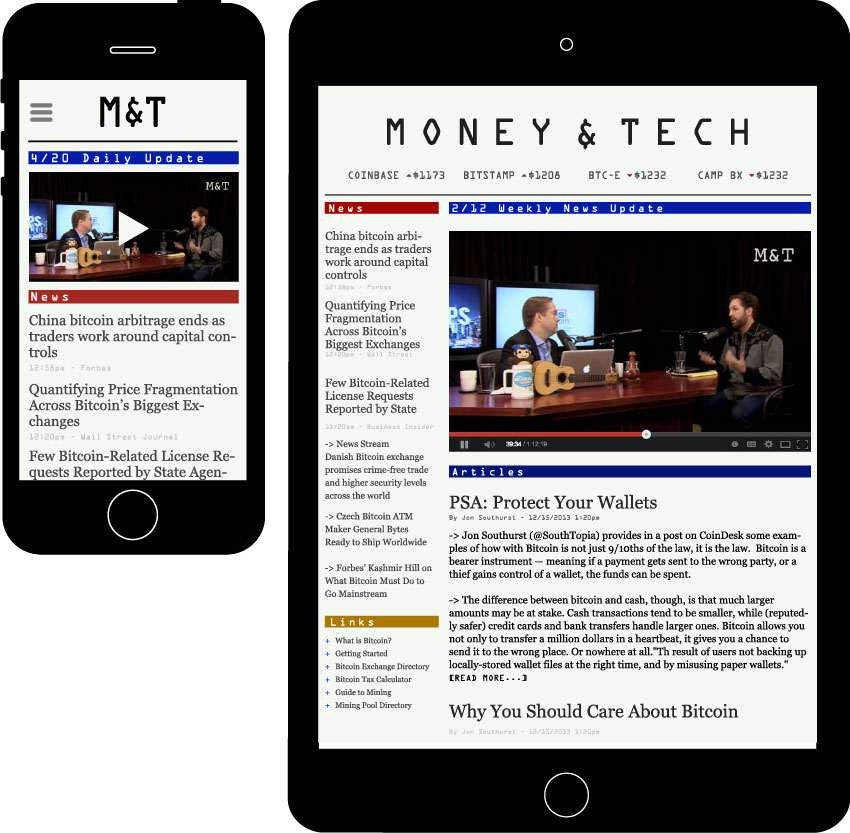 M&T
4/20 Daily Update
M&T
News
China bitcoin arbitrage ends as
traders work around capital con-
trols
12:58pm - Forbes
Quantifying Price Fragmentation
Across Bitcoin's Biggest Ex-
changes
12:20pm - Wall Street Journal
Few Bitcoin-Related License Re-
quests Reported by State Agen-
MONEY & TECH
COINBASE ▲$1173 BITSTAMP ▲$1208 BTC-E ▼$1232 CAMP BX ▼$1232
News
China bitcoin arbi-
trage ends as traders
work around capital
controls
12:58pm - Forbes
Quantifying Price
Fragmentation
Across Bitcoin's
Biggest Exchanges
12:20pm - Wall Street
Few Bitcoin-Related
License Requests
Reported by State
11:20am - Business Insider
-> News Stream
Danish Bitcoin exchange
promises crime-free trade
and higher security levels
across the world
-> Czech Bitcoin ATM
Maker General Bytes
Ready to Ship Worldwide
-> Forbes' Kashmir Hill on
What Bitcoin Must Do to
Go Mainstream
Links
+ What is Bitcoin?
+ Getting Started
+ Bitcoin Exchange Directory
+ Bitcoin Tax Calculator
+ Guide to Mining
+ Mining Pool Directory
2/12 Weekly News Update
M&T
39:34 / 1:12:19
Articles
PSA: Protect Your Wallets
By Jon Southurst - 12/15/2013 1:20pm
-> Jon Southurst (@SouthTopia) provides in a post on CoinDesk some exam-
ples of how with Bitcoin is not just 9/10ths of the law, it is the law. Bitcoin is a
bearer instrument — meaning if a payment gets sent to the wrong party, or a
thief gains control of a wallet, the funds can be spent.
-> The difference between bitcoin and cash, though, is that much larger
amounts may be at stake. Cash transactions tend to be smaller, while (reputed-
ly safer) credit cards and bank transfers handle larger ones. Bitcoin allows you
not only to transfer a million dollars in a heartbeat, it gives you a chance to
send it to the wrong place. Or nowhere at all."Th result of users not backing up
locally-stored wallet files at the right time, and by misusing paper wallets."
[READ MORE...]
Why You Should Care About Bitcoin
By Jon Southurst - 12/15/2013 1:20pm